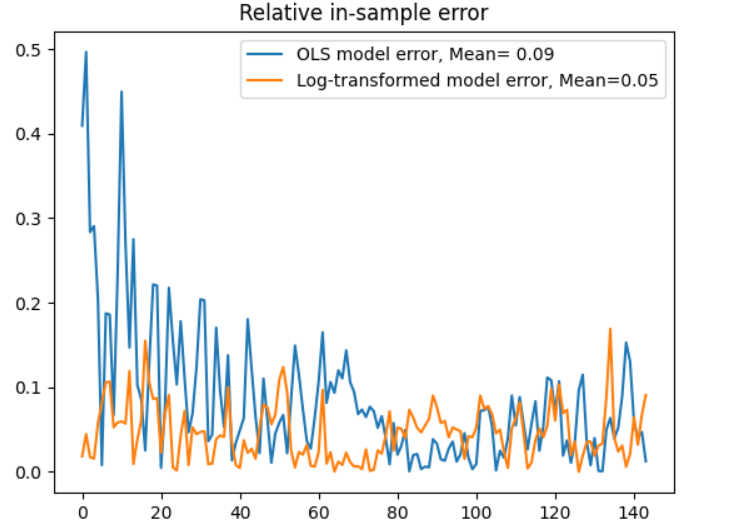 Relative in-sample error
OLS model error, Mean= 0.09
Log-transformed model error, Mean=0.05
0.5
0.4
0.3
0.2
0.1
0.0
0 20 40 60 80 100 120 140